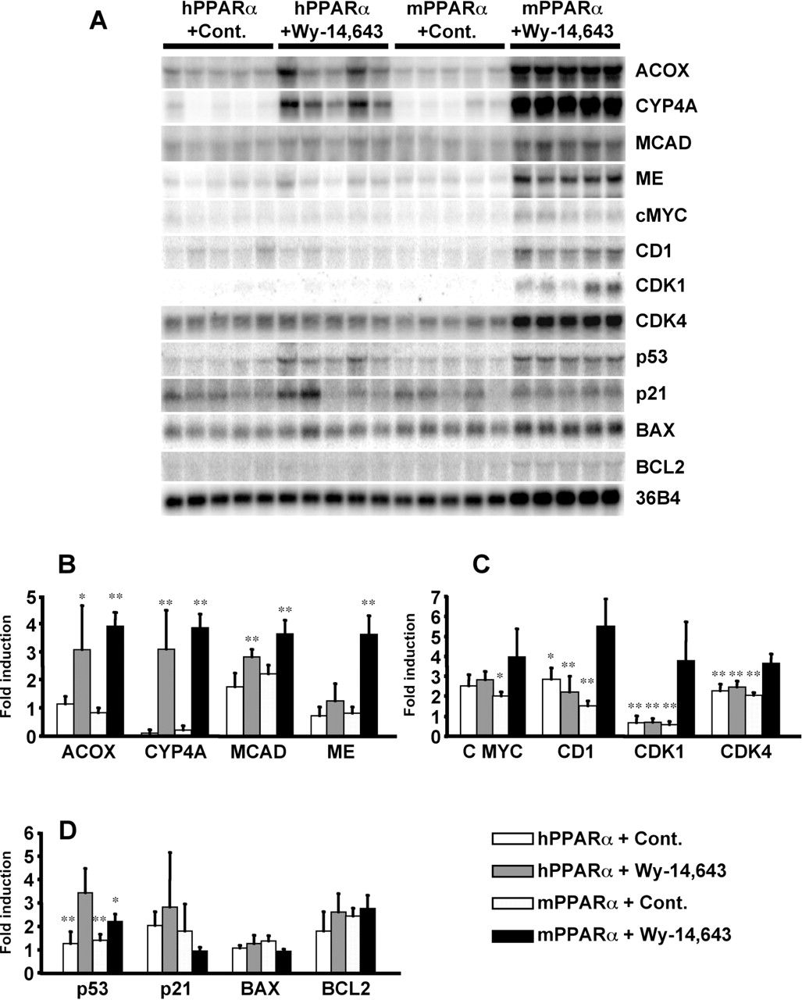 A
hPPARα +Cont.
hPPARα +Wy-14,643
mPPARα +Cont.
mPPARα +Wy-14,643
ACOX
CYP4A
MCAD
ME
cMYC
CD1
CDK1
CDK4
p53
p21
BAX
BCL2
36B4
B
Fold induction
5
4
3
2
1
0
* ** ** ** ** ** **
ACOX CYP4A MCAD ME
C
Fold induction
7
6
5
4
3
2
1
0
* * ** ** ** ** ** ** ** **
C MYC CD1 CDK1 CDK4
D
Fold induction
6
5
4
3
2
1
0
** ** *
p53 p21 BAX BCL2
hPPARα + Cont.
hPPARα + Wy-14,643
mPPARα + Cont.
mPPARα + Wy-14,643